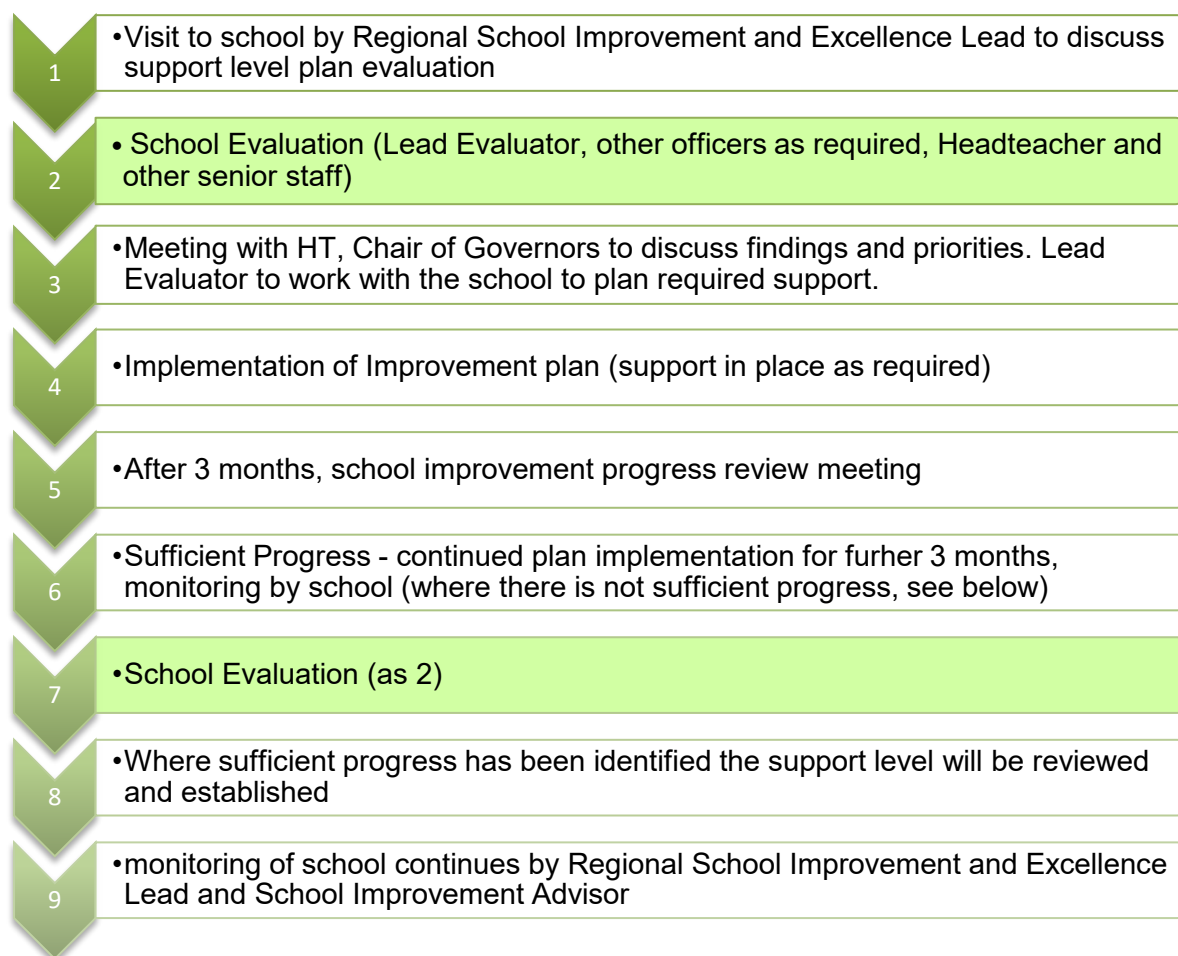 1
•Visit to school by Regional School Improvement and Excellence Lead to discuss
support level plan evaluation
2
• School Evaluation (Lead Evaluator, other officers as required, Headteacher and
other senior staff)
3
•Meeting with HT, Chair of Governors to discuss findings and priorities. Lead
Evaluator to work with the school to plan required support.
4
•Implementation of Improvement plan (support in place as required)
5
•After 3 months, school improvement progress review meeting
6
•Sufficient Progress - continued plan implementation for furher 3 months,
monitoring by school (where there is not sufficient progress, see below)
7
•School Evaluation (as 2)
8
•Where sufficient progress has been identified the support level will be reviewed
and established
9
•monitoring of school continues by Regional School Improvement and Excellence
Lead and School Improvement Advisor